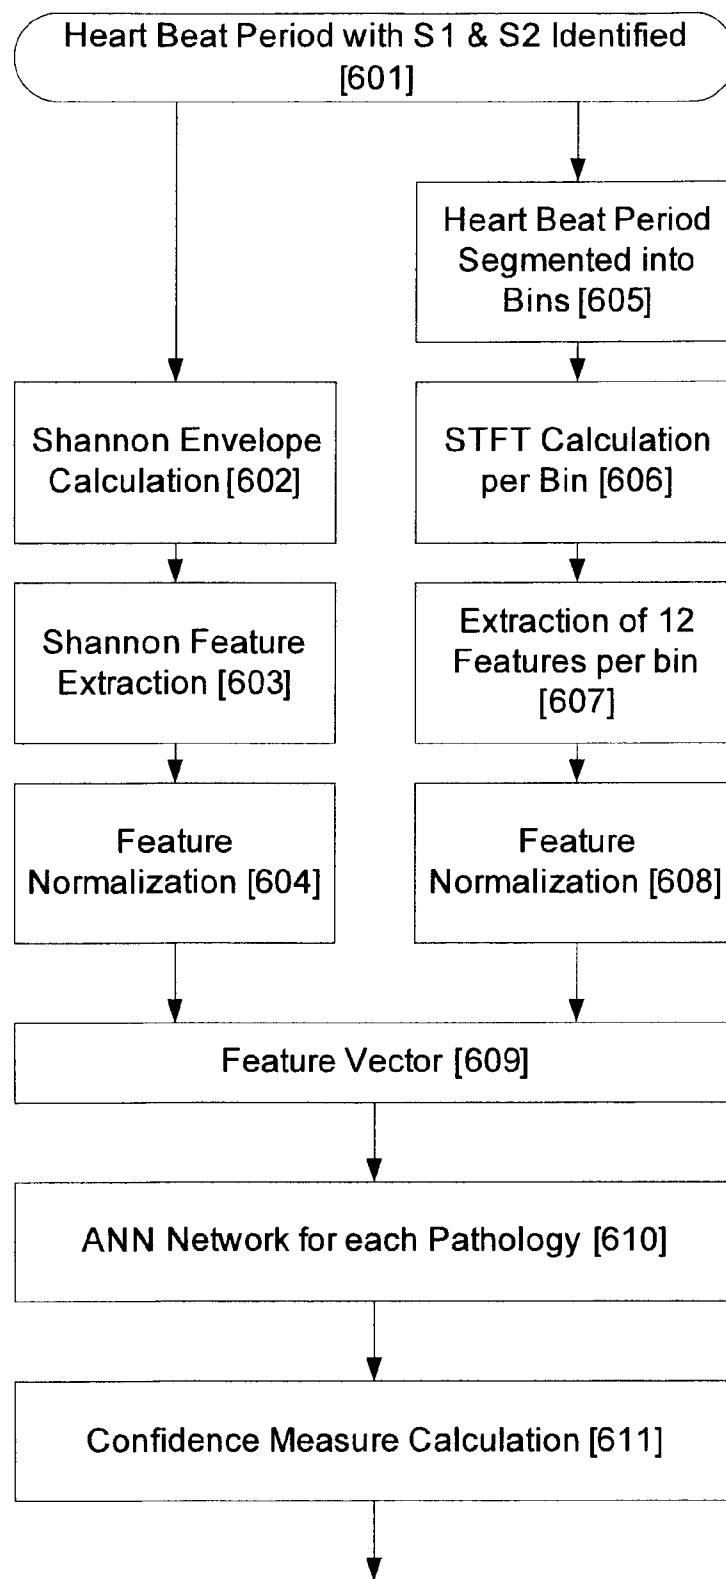 Heart Beat Period with S1 & S2 Identified
[601]
Heart Beat Period
Segmented into
Bins [605]
Shannon Envelope
Calculation [602]
STFT Calculation
per Bin [606]
Shannon Feature
Extraction [603]
Extraction of 12
Features per bin
[607]
Feature
Normalization [604]
Feature
Normalization [608]
Feature Vector [609]
ANN Network for each Pathology [610]
Confidence Measure Calculation [611]